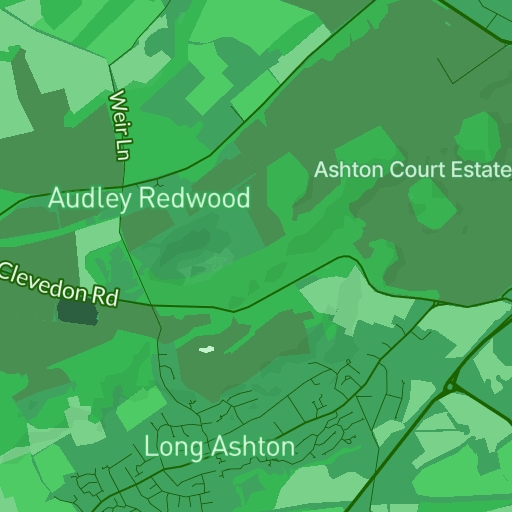 Weir Ln
Ashton Court Estate
Audley Redwood
Clevedon Rd
Long Ashton